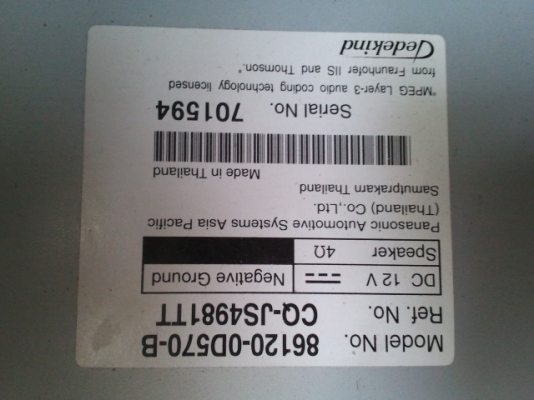 Model No. 86120-0D570-B
Ref. No. CQ-JS4981TT
DC 12 V Negative Ground
Speaker 4Ω
Panasonic Automotive Systems Asia Pacific
(Thailand) Co.,Ltd.
Samutprakarn Thailand
Made in Thailand
Serial No. 701594
"MPEG Layer-3 audio coding technology licensed
from Fraunhofer IIS and Thomson."
Dedekind